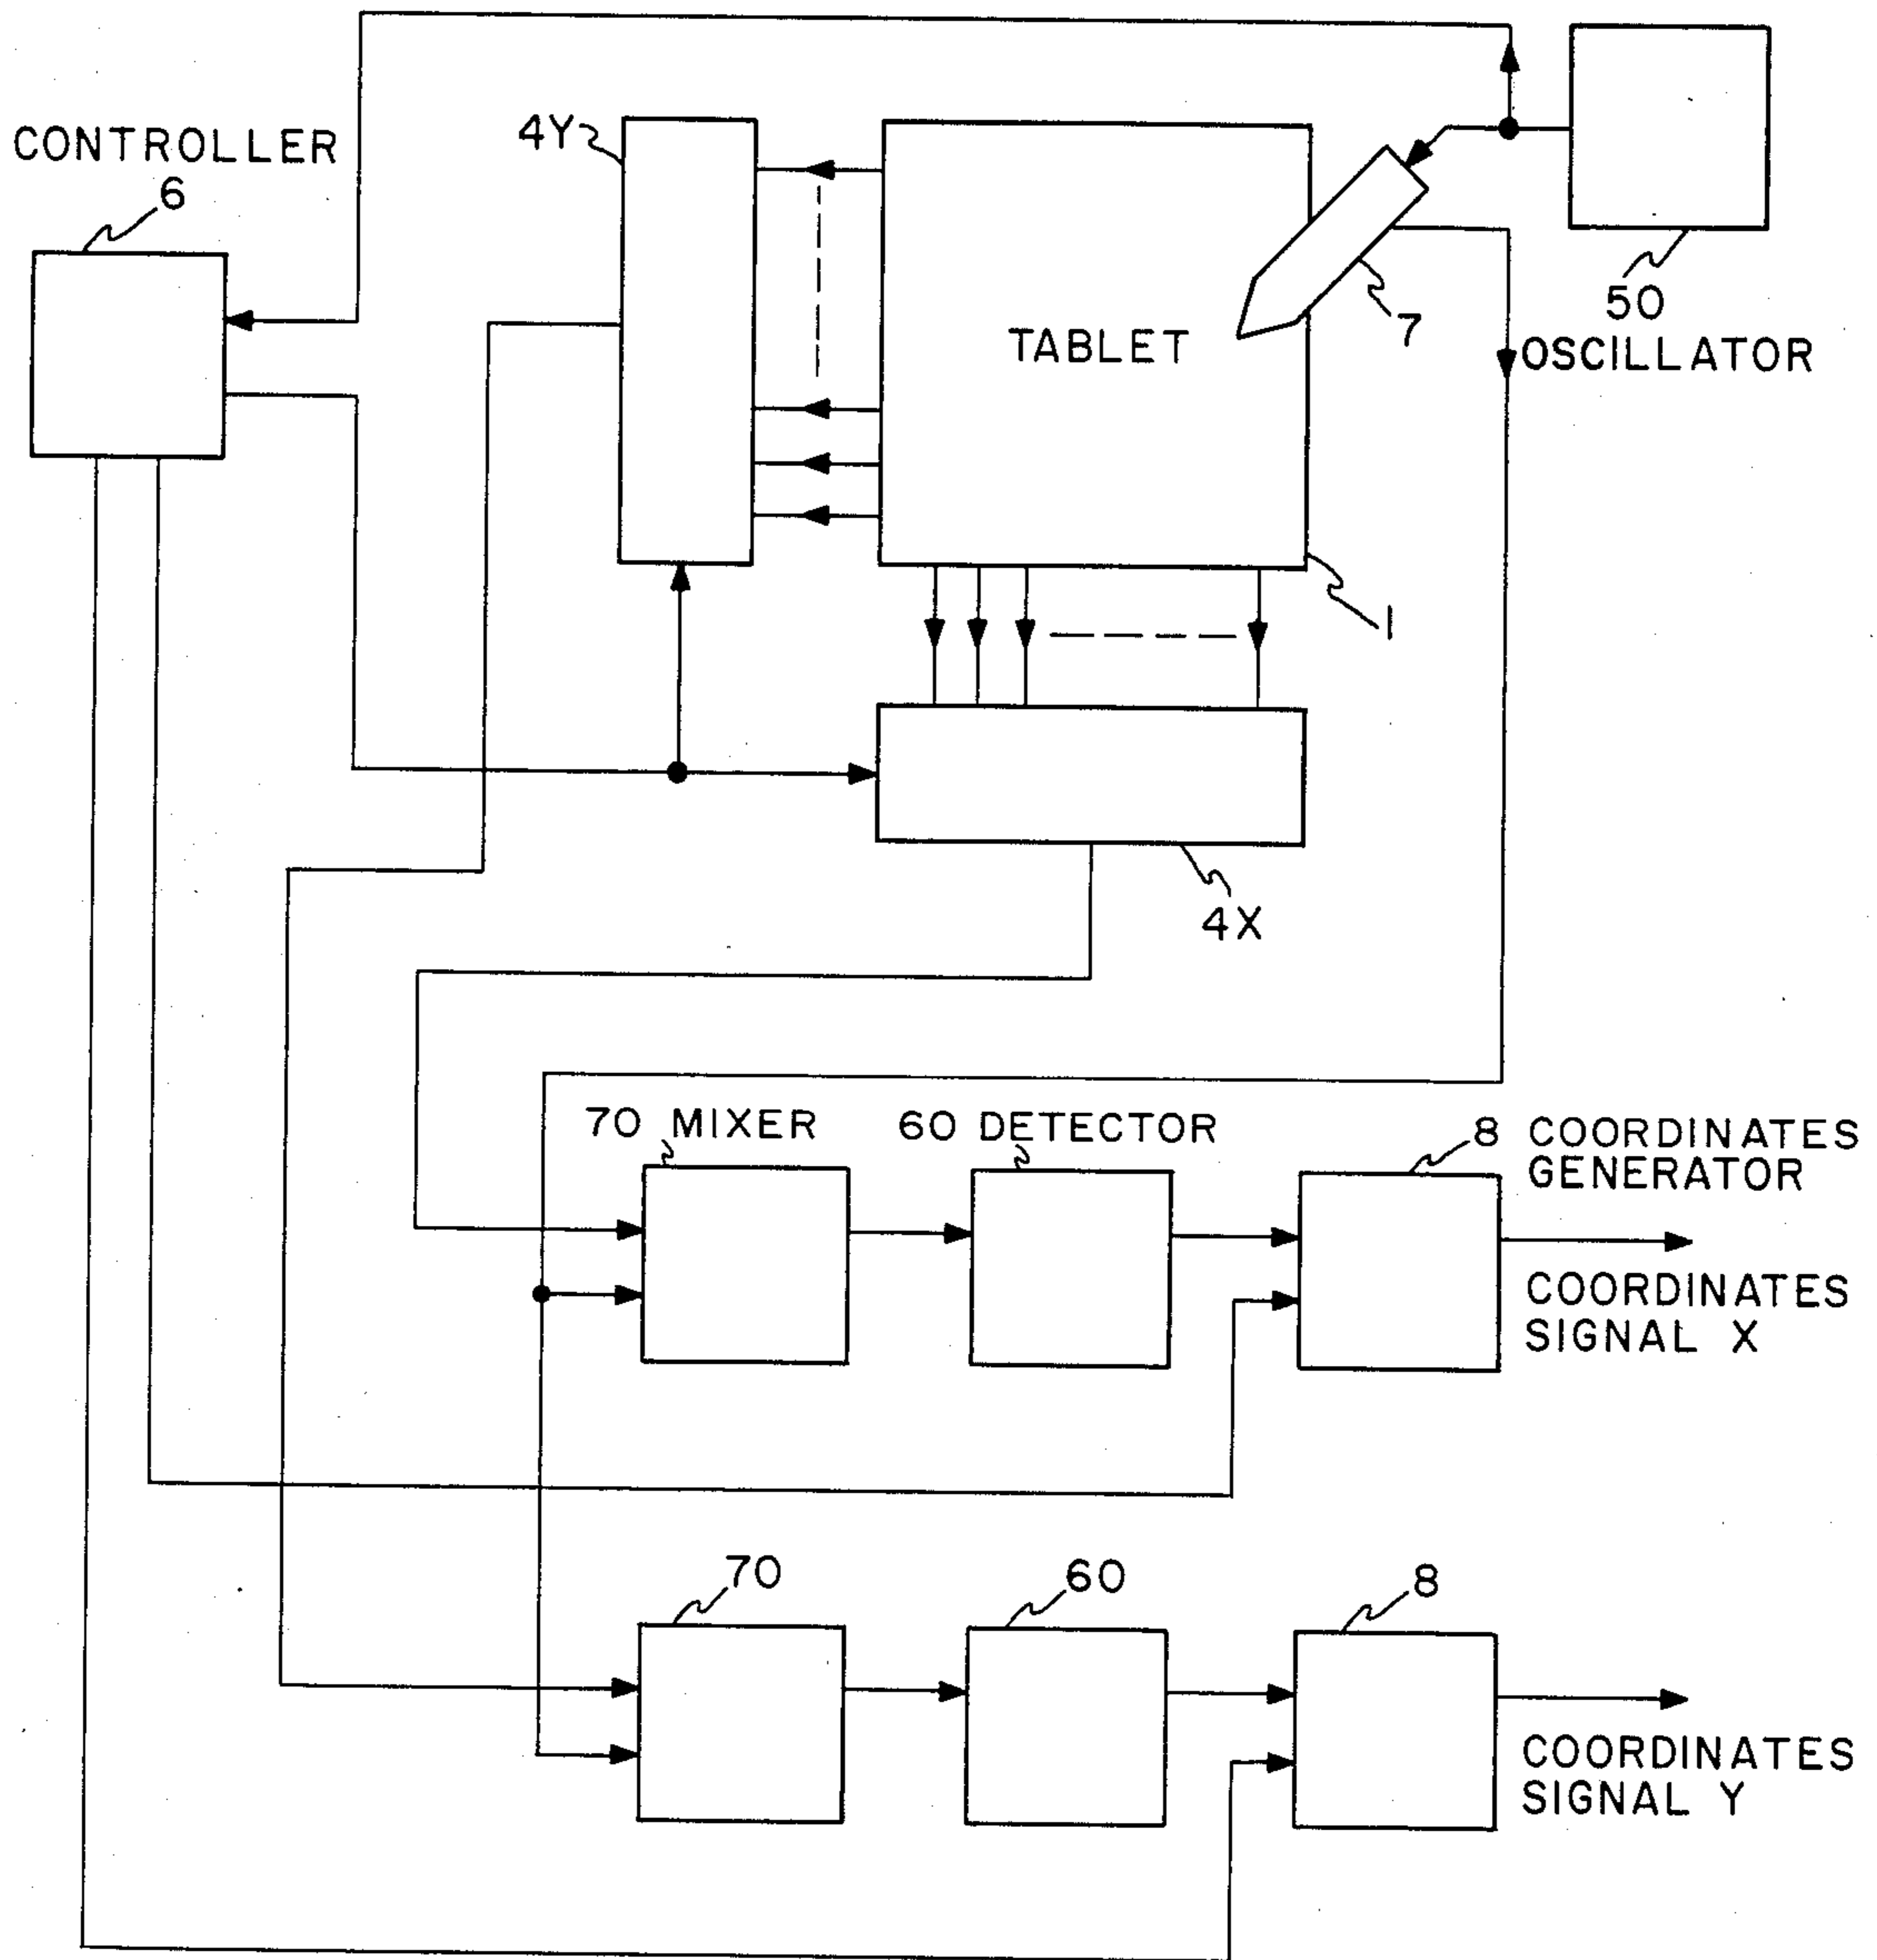 CONTROLLER
6
4Y
TABLET
7
50
OSCILLATOR
1
4X
70 MIXER
60 DETECTOR
8 COORDINATES
GENERATOR
COORDINATES
SIGNAL X
70
60
8
COORDINATES
SIGNAL Y